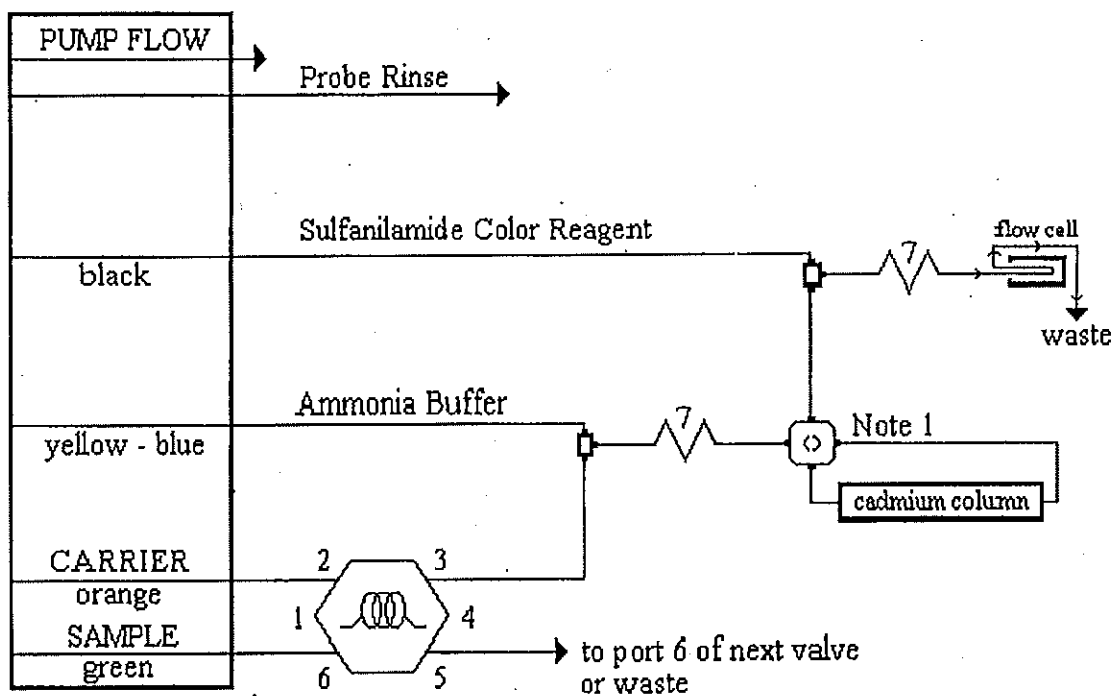 PUMP FLOW
Probe Rinse
Sulfanilamide Color Reagent
black
7
flow cell
waste
Ammonia Buffer
yellow - blue
7
Note 1
cadmium column
CARRIER
orange
2
3
1
4
SAMPLE
green
6
5
to port 6 of next valve
or waste